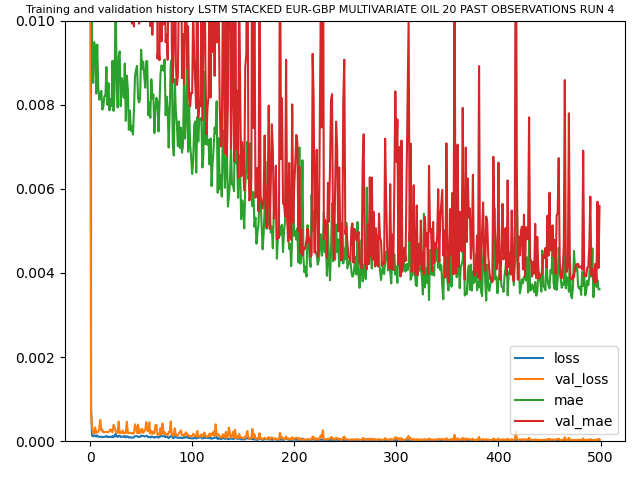 Training and validation history LSTM STACKED EUR-GBP MULTIVARIATE OIL 20 PAST OBSERVATIONS RUN 4
0.010
0.008
0.006
0.004
0.002
0.000
loss
val_loss
mae
val_mae
0 100 200 300 400 500